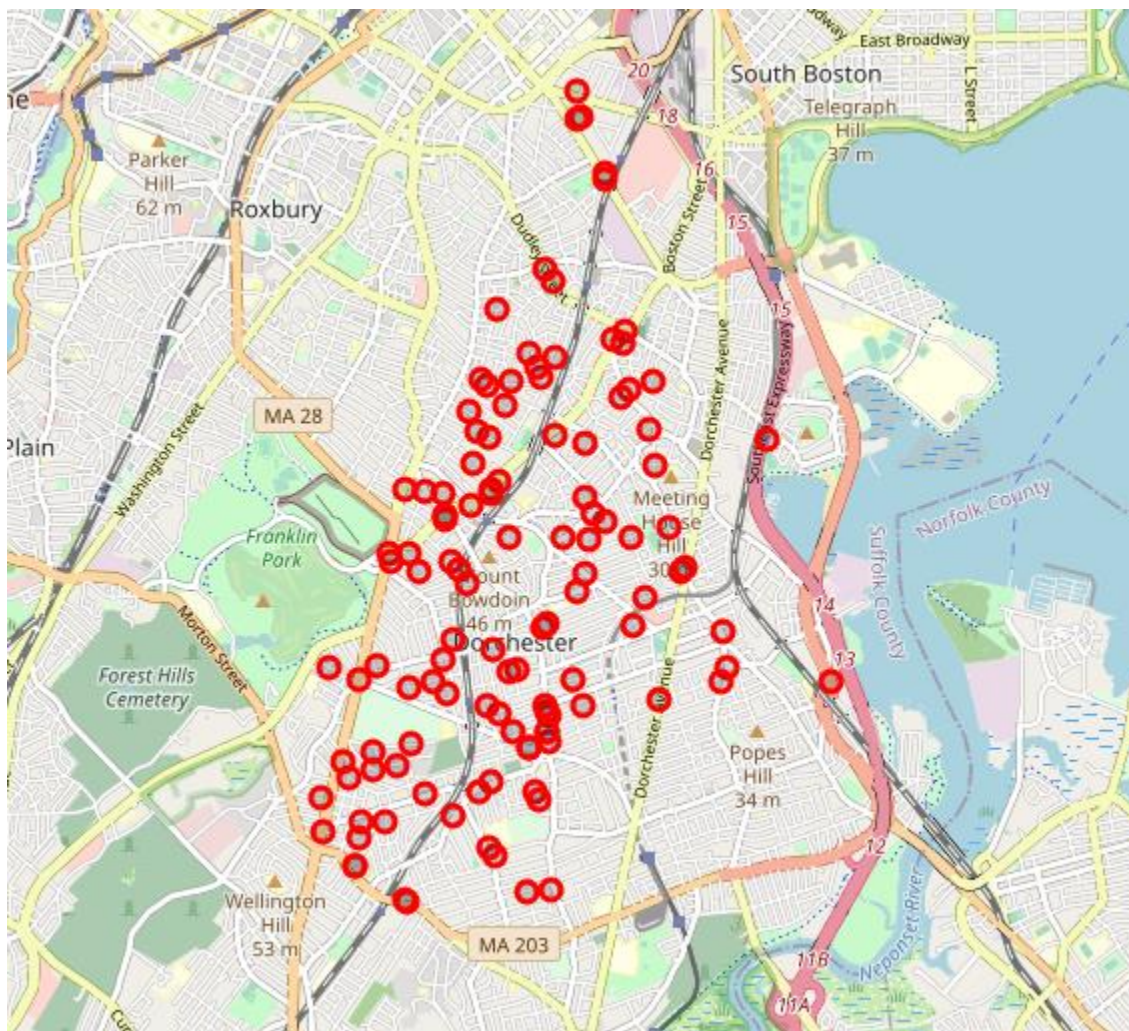 20
South Boston
East Broadway
L Street
Telegraph
Hill
37 m
18
ne
Parker
Hill
62 m
16
Roxbury
Boston Street
15
Dudley
15
Dorchester Avenue
MA 28
Plain
Washington Street
Meeting
House
Hill
Norfolk County
Suffolk County
Franklin
Park
Mount
Bowdoin
46 m
14
Dorchester
Morton Street
13
Forest Hills
Cemetery
Dorchester Avenue
Popes
Hill
34 m
12
Wellington
Hill
53 m
MA 203
Neponset River
11B
11A